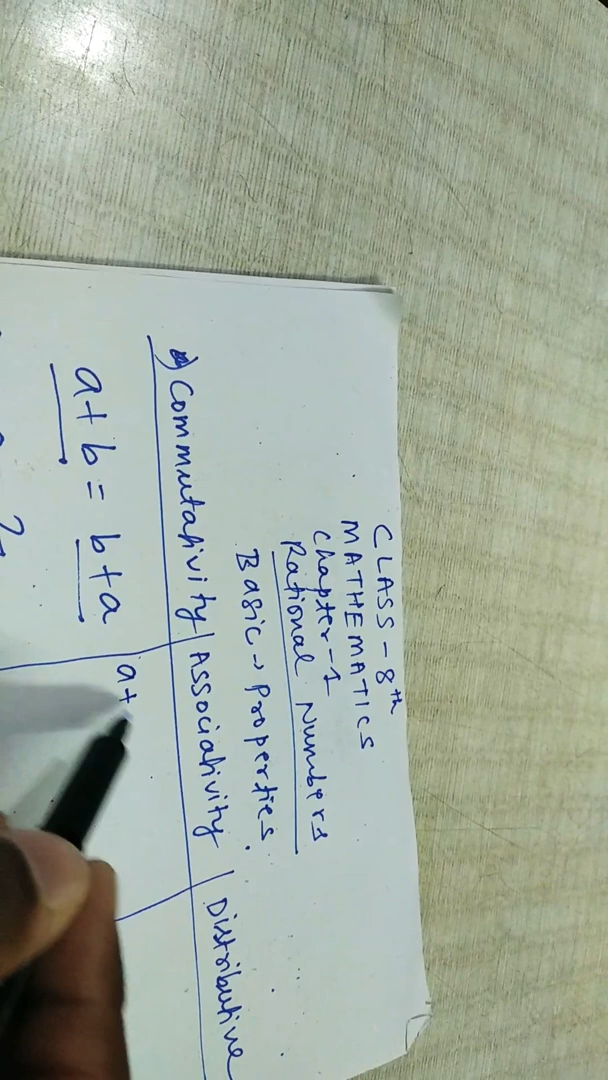 CLASS - 8th
MATHEMATICS
Chapter-1
Rational Numbers
Basic → Properties
Commutativity | Associativity | Distributive
a+b = b+a
a+